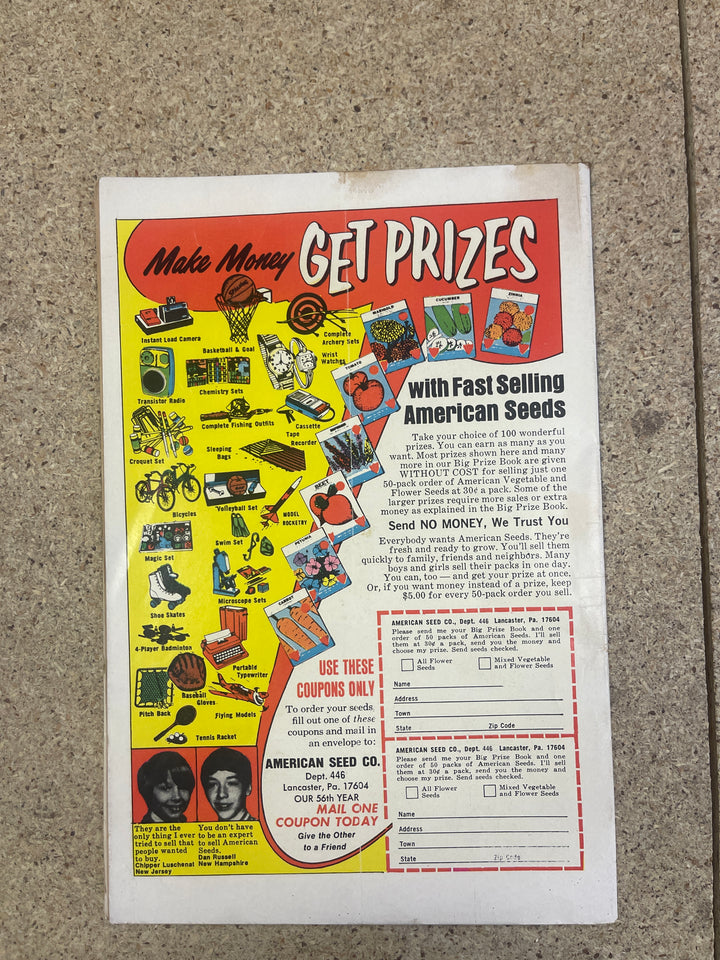 Make Money GET PRIZES
Instant Load Camera
Basketball & Goal
Complete
Archery Sets
Wrist
Watches
Transistor Radio
Chemistry Sets
Complete Fishing Outfits
Cassette
Tape
Recorder
Croquet Set
Sleeping
Bags
Bicycles
Volleyball Set
MODEL
ROCKETRY
Swim Set
Magic Set
Shoe Skates
Microscope Sets
4-Player Badminton
Portable
Typewriter
Baseball
Gloves
Pitch Back
Flying Models
Tennis Racket
MARIGOLD
CUCUMBER
ZINNIA
TOMATO
BEET
PETUNIA
CARROT
with Fast Selling
American Seeds
Take your choice of 100 wonderful
prizes. You can earn as many as you
want. Most prizes shown here and many
more in our Big Prize Book are given
WITHOUT COST for selling just one
50-pack order of American Vegetable and
Flower Seeds at 30¢ a pack. Some of the
larger prizes require more sales or extra
money as explained in the Big Prize Book.
Send NO MONEY, We Trust You
Everybody wants American Seeds. They're
fresh and ready to grow. You'll sell them
quickly to family, friends and neighbors. Many
boys and girls sell their packs in one day.
You can, too — and get your prize at once.
Or, if you want money instead of a prize, keep
$5.00 for every 50-pack order you sell.
USE THESE
COUPONS ONLY
To order your seeds,
fill out one of these
coupons and mail in
an envelope to:
AMERICAN SEED CO.
Dept. 446
Lancaster, Pa. 17604
OUR 56th YEAR
MAIL ONE
COUPON TODAY
Give the Other
to a Friend
They are the
only thing I ever
tried to sell that
people wanted
to buy.
Chipper Luschenat
New Jersey
You don't have
to be an expert
to sell American
Seeds.
Dan Russell
New Hampshire
AMERICAN SEED CO., Dept. 446 Lancaster, Pa. 17604
Please send me your Big Prize Book and one
order of 50 packs of American Seeds. I'll sell
them at 30¢ a pack, send you the money and
choose my prize. Send seeds checked.
All Flower
Seeds
Mixed Vegetable
and Flower Seeds
Name
Address
Town
State Zip Code
AMERICAN SEED CO., Dept. 446 Lancaster, Pa. 17604
Please send me your Big Prize Book and one
order of 50 packs of American Seeds. I'll sell
them at 30¢ a pack, send you the money and
choose my prize. Send seeds checked.
All Flower
Seeds
Mixed Vegetable
and Flower Seeds
Name
Address
Town
State Zip Code